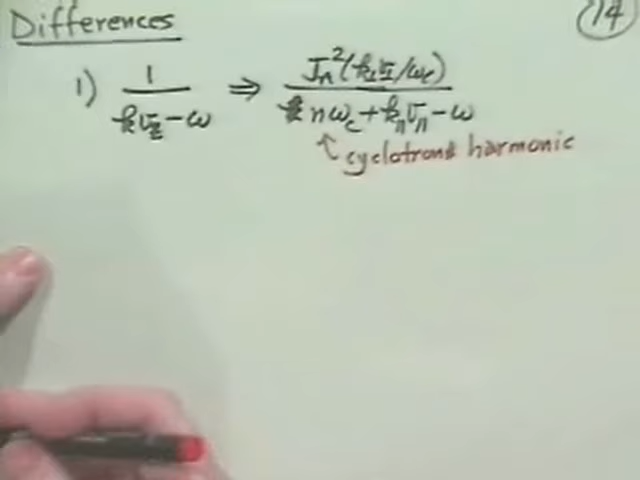 Differences
14
1) 1/(kv_z − ω) ⇒ J_n²(k_⊥v_⊥/ω_c)/(nω_c + k_∥v_∥ − ω)
↑ cyclotron harmonic